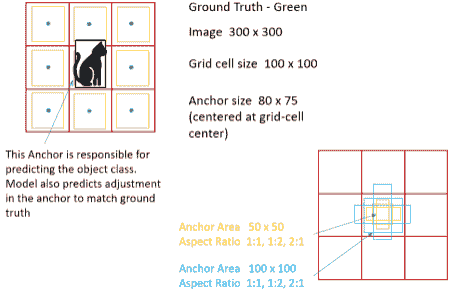 Ground Truth - Green
Image 300 x 300
Grid cell size 100 x 100
Anchor size 80 x 75
(centered at grid-cell
center)
This Anchor is responsible for
predicting the object class.
Model also predicts adjustment
in the anchor to match ground
truth
Anchor Area 50 x 50
Aspect Ratio 1:1, 1:2, 2:1
Anchor Area 100 x 100
Aspect Ratio 1:1, 1:2, 2:1